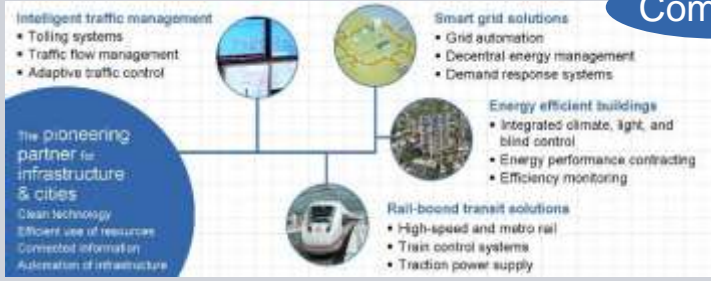 Com
Intelligent traffic management
• Tolling systems
• Traffic flow management
• Adaptive traffic control
Smart grid solutions
• Grid automation
• Decentral energy management
• Demand response systems
Energy efficient buildings
• Integrated climate, light, and
blind control
• Energy performance contracting
• Efficiency monitoring
The pioneering
partner for
infrastructure
& cities
Clean technology
Efficient use of resources
Connected information
Automation of infrastructure
Rail-bound transit solutions
• High-speed and metro rail
• Train control systems
• Traction power supply